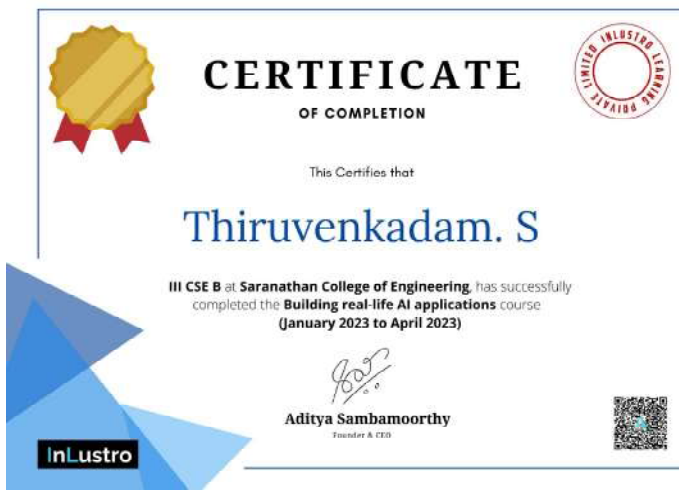 CERTIFICATE
INLUSTRO LEARNING PRIVATE LIMITED
OF COMPLETION
This Certifies that
Thiruvenkadam. S
III CSE B at Saranathan College of Engineering, has successfully
completed the Building real-life AI applications course
(January 2023 to April 2023)
Aditya Sambamoorthy
Founder & CEO
InLustro